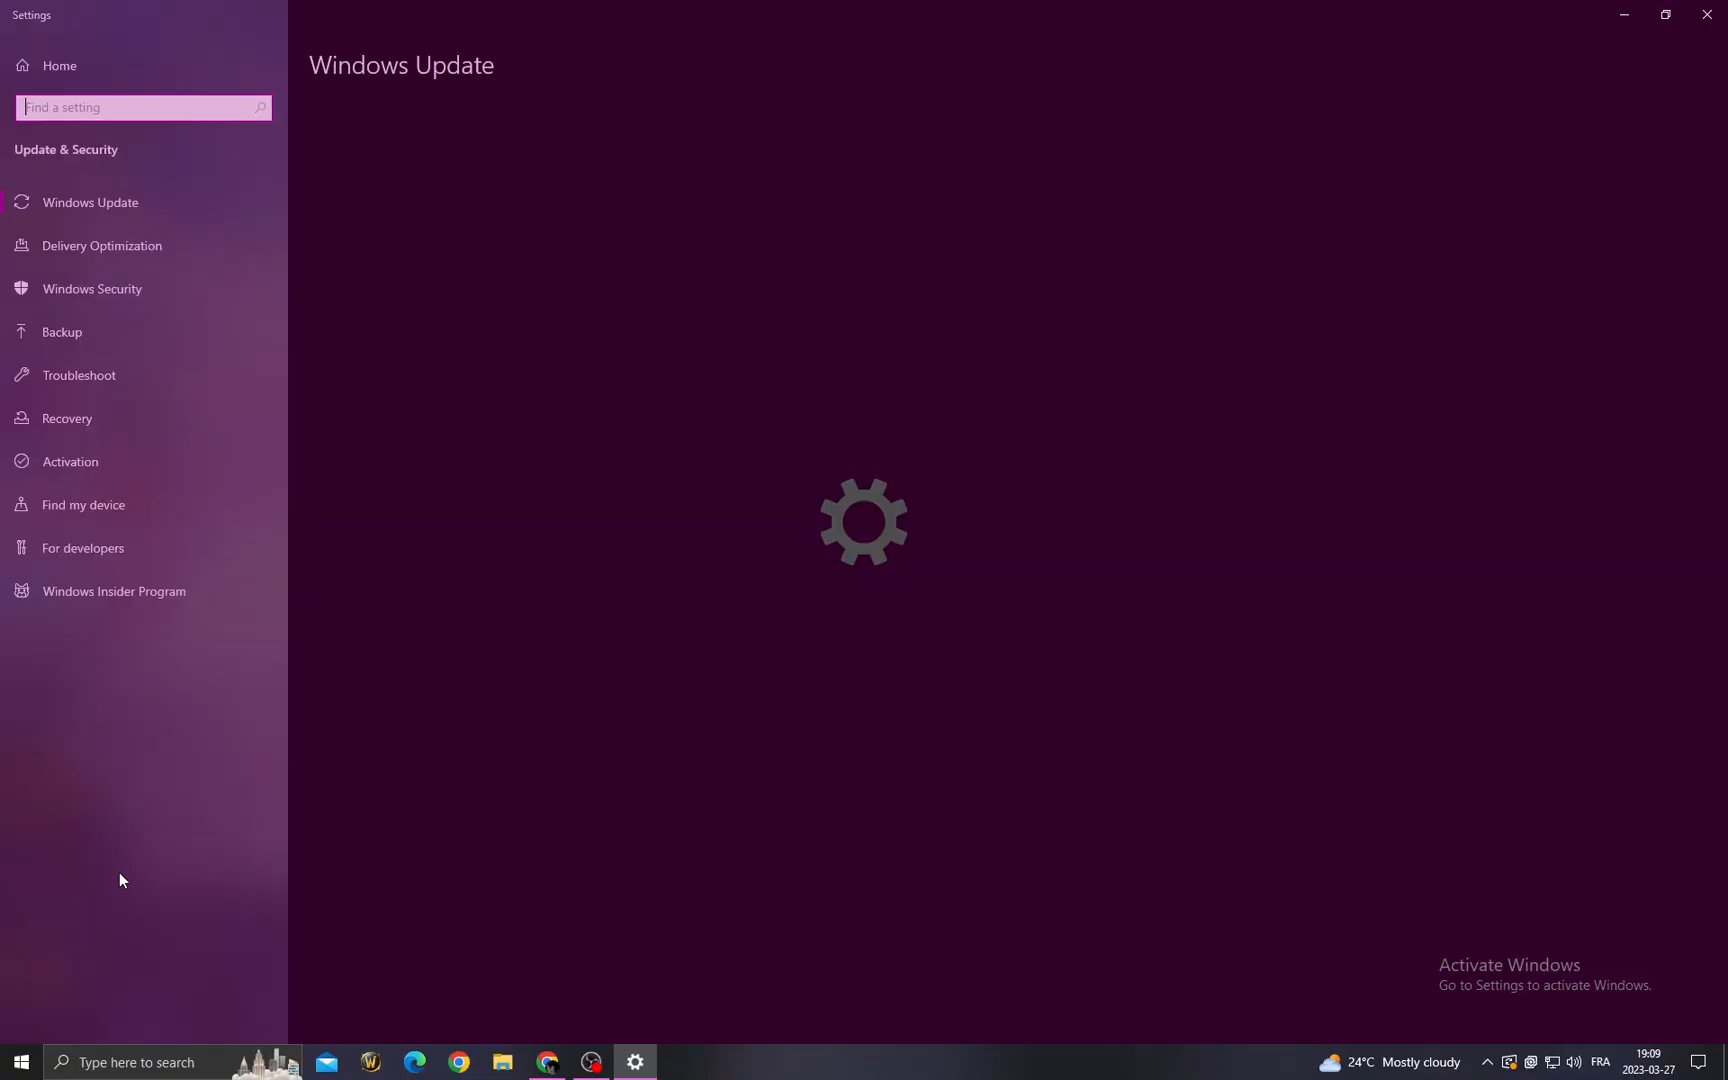 Settings
Home
Find a setting
Update & Security
Windows Update
Delivery Optimization
Windows Security
Backup
Troubleshoot
Recovery
Activation
Find my device
For developers
Windows Insider Program
Windows Update
Activate Windows
Go to Settings to activate Windows.
Type here to search
24°C Mostly cloudy
FRA
19:09
2023-03-27